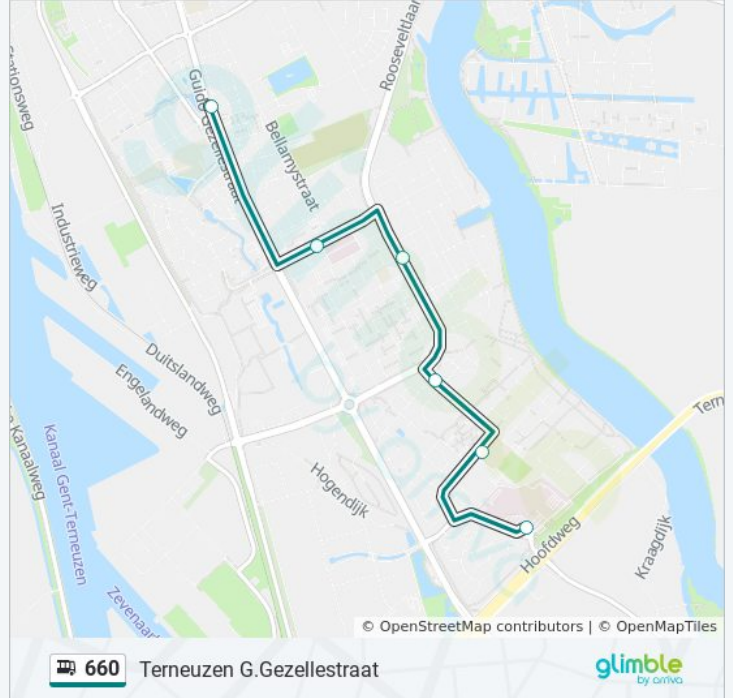 Stationsweg
Guido Gezellestraat
Rooseveltlaan
Bellamystraat
Industrieweg
Duitslandweg
Engelandweg
Kanaalweg
Kanaal Gent-Terneuzen
Hogendijk
Hoofdweg
Kraagdijk
Tern
Zevenaar
© OpenStreetMap contributors | © OpenMapTiles
660 Terneuzen G.Gezellestraat
glimble
by arriva